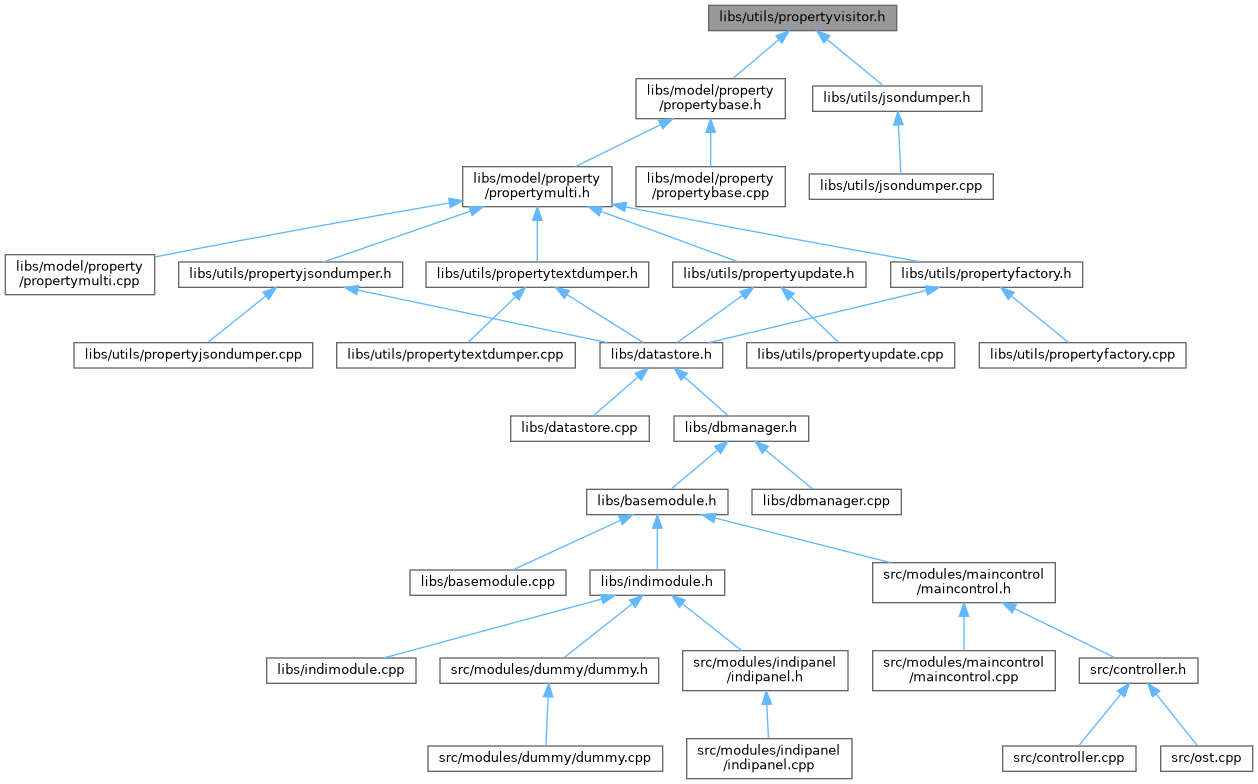 libs/utils/propertyvisitor.h
libs/model/property
/propertybase.h
libs/utils/jsondumper.h
libs/model/property
/propertymulti.h
libs/model/property
/propertybase.cpp
libs/utils/jsondumper.cpp
libs/model/property
/propertymulti.cpp
libs/utils/propertyjsondumper.h
libs/utils/propertytextdumper.h
libs/utils/propertyupdate.h
libs/utils/propertyfactory.h
libs/utils/propertyjsondumper.cpp
libs/utils/propertytextdumper.cpp
libs/datastore.h
libs/utils/propertyupdate.cpp
libs/utils/propertyfactory.cpp
libs/datastore.cpp
libs/dbmanager.h
libs/basemodule.h
libs/dbmanager.cpp
libs/basemodule.cpp
libs/indimodule.h
src/modules/maincontrol
/maincontrol.h
libs/indimodule.cpp
src/modules/dummy/dummy.h
src/modules/indipanel
/indipanel.h
src/modules/maincontrol
/maincontrol.cpp
src/controller.h
src/modules/dummy/dummy.cpp
src/modules/indipanel
/indipanel.cpp
src/controller.cpp
src/ost.cpp